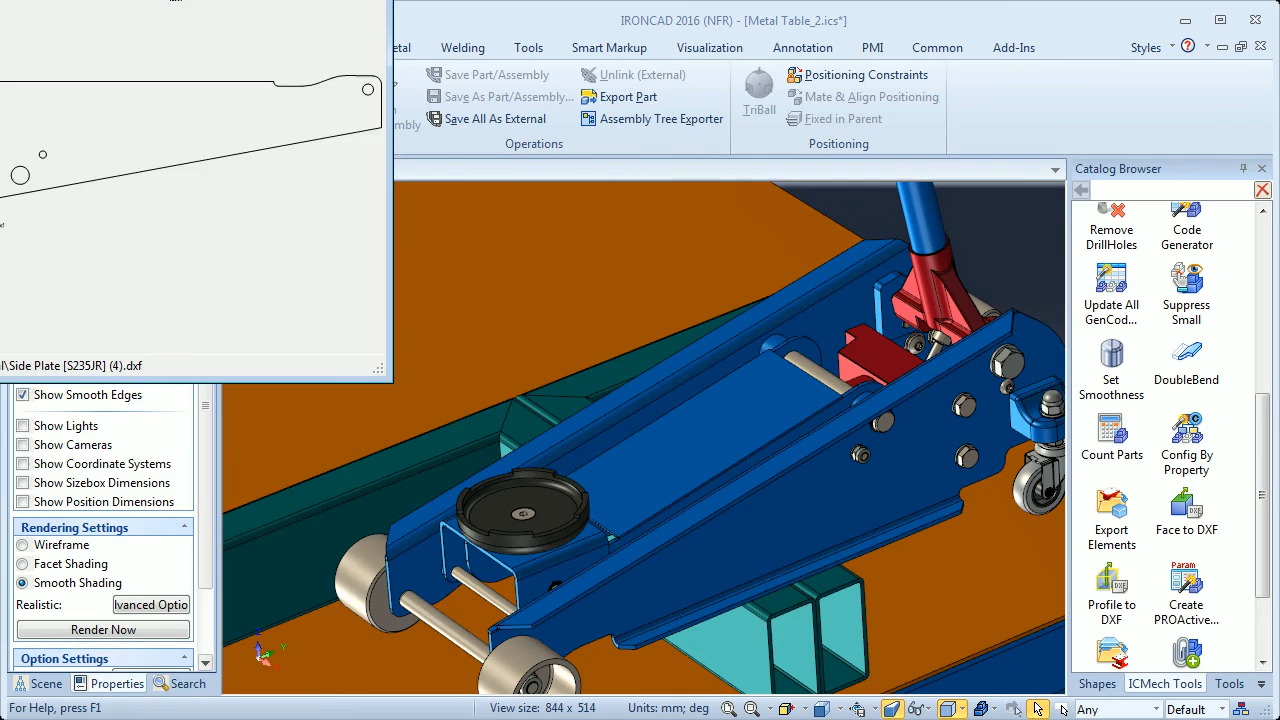 IRONCAD 2016 (NFR) - [Metal Table_2.ics*]
etal Welding Tools Smart Markup Visualization Annotation PMI Common Add-Ins Styles
Save Part/Assembly Unlink (External) Positioning Constraints
Save As Part/Assembly... Export Part TriBall Mate & Align Positioning
embly Save All As External Assembly Tree Exporter Fixed in Parent
Operations Positioning
Catalog Browser
Remove DrillHoles
Code Generator
Update All GenCod...
Suppress Small
Set Smoothness
DoubleBend
Count Parts
Config By Property
Export Elements
Face to DXF
Profile to DXF
Param
Create PROActive...
l\Side Plate [S235JR] (4).dxf
Show Smooth Edges
Show Lights
Show Cameras
Show Coordinate Systems
Show Sizebox Dimensions
Show Position Dimensions
Rendering Settings
Wireframe
Facet Shading
Smooth Shading
Realistic: lvanced Optio
Render Now
Option Settings
Scene Properties Search
Shapes ICMech Tools Tools
For Help, press F1 View size: 844 x 514 Units: mm; deg Any Default